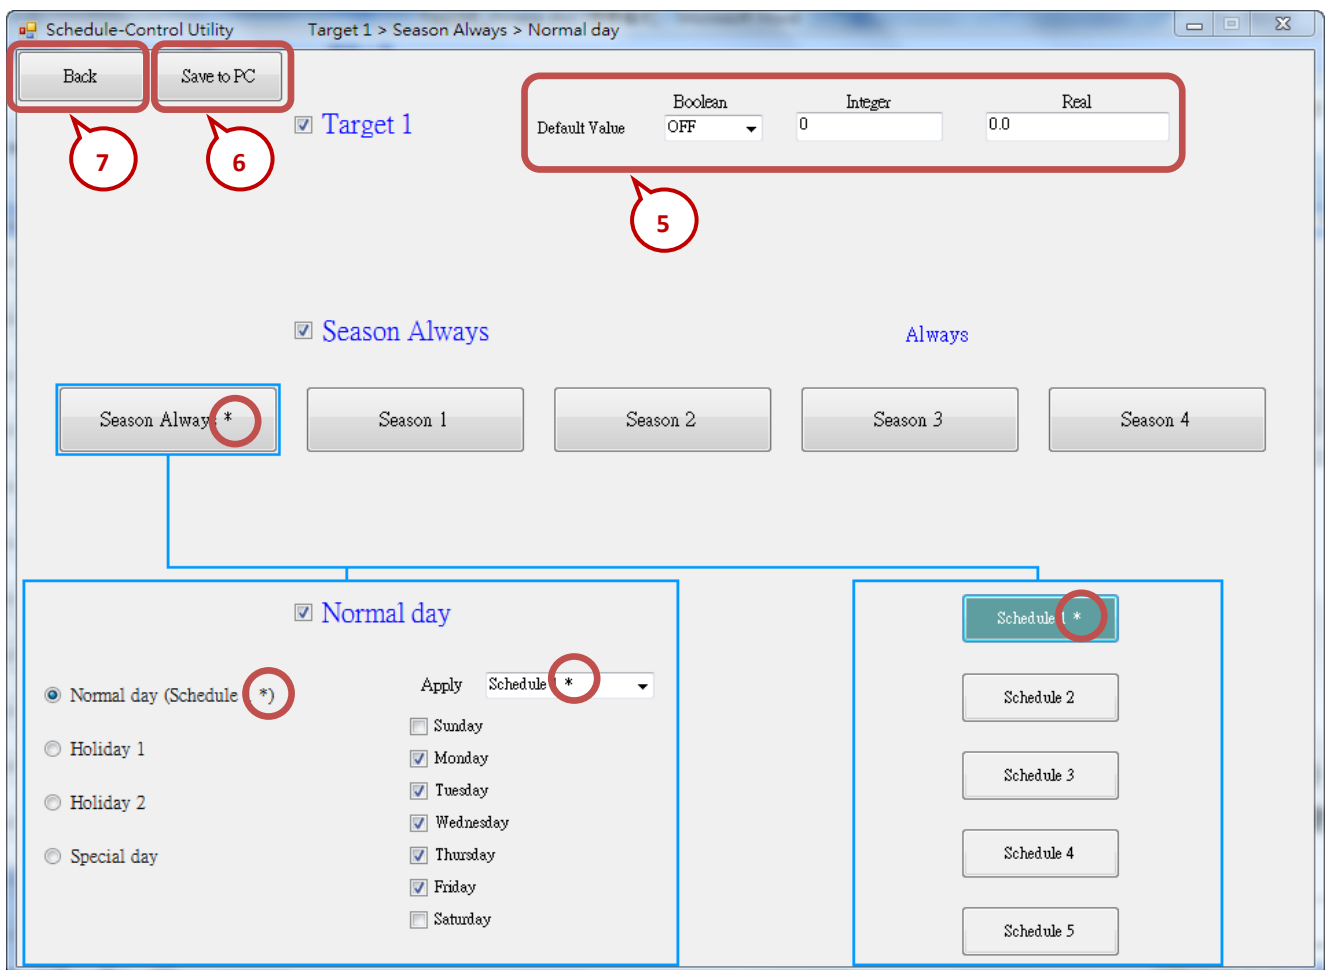 Schedule-Control Utility Target 1 > Season Always > Normal day
Back Save to PC
Boolean Integer Real
Target 1 Default Value OFF 0 0.0
7 6
5
Season Always Always
Season Always * Season 1 Season 2 Season 3 Season 4
Normal day
Schedule 1 *
Apply Schedule 1 *
Normal day (Schedule *)
Schedule 2
Sunday
Holiday 1
Monday
Schedule 3
Tuesday
Holiday 2
Wednesday
Special day
Thursday
Schedule 4
Friday
Saturday
Schedule 5